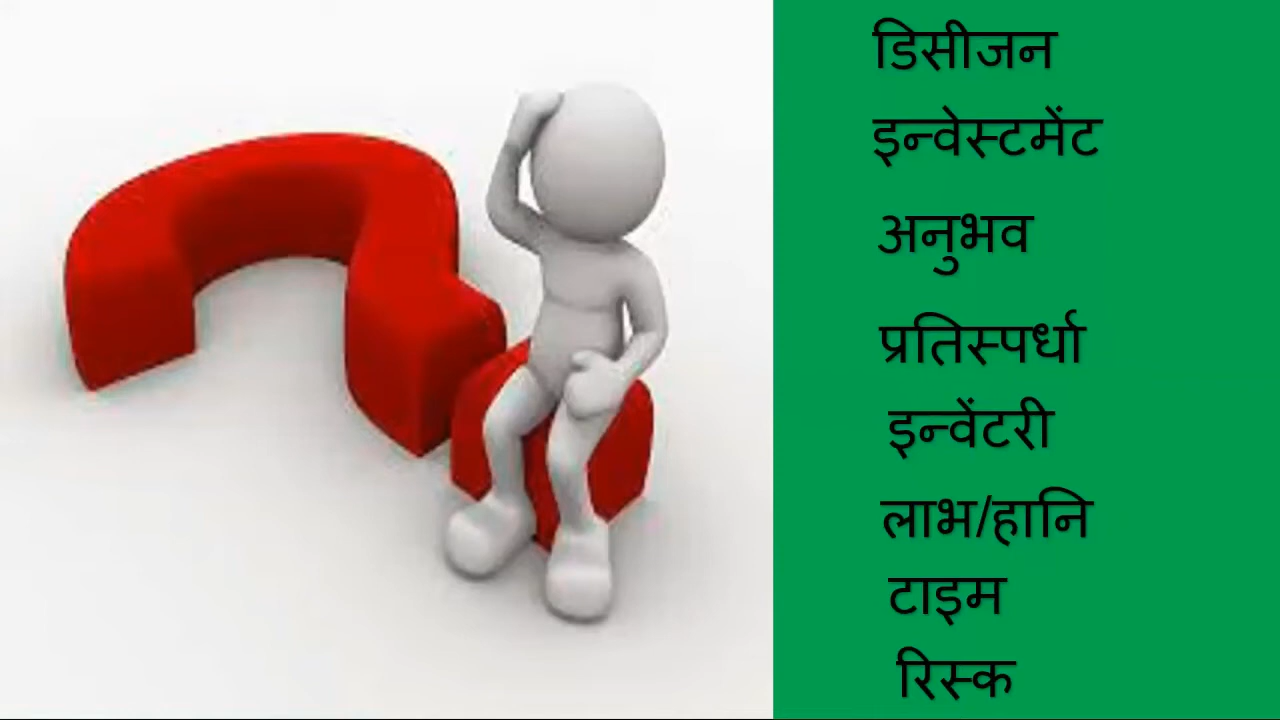 डिसीजन
इन्वेस्टमेंट
अनुभव
प्रतिस्पर्धा
इन्वेंटरी
लाभ/हानि
टाइम
रिस्क